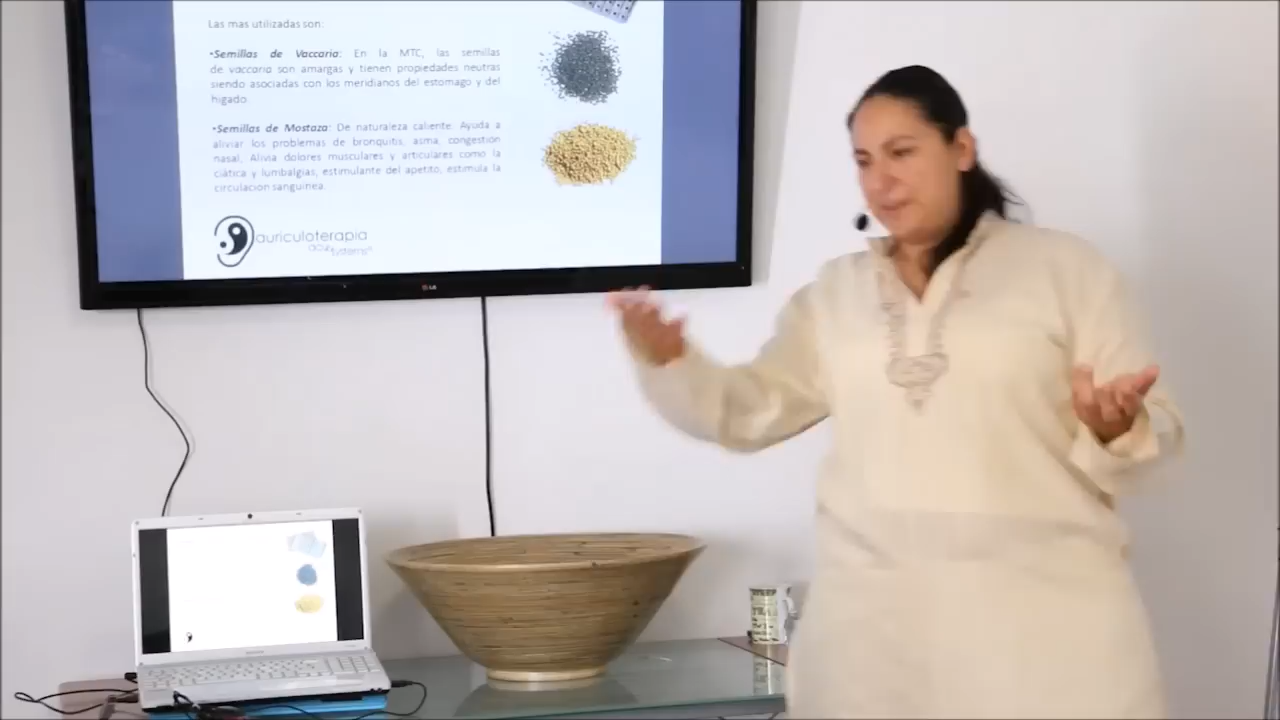 Las mas utilizadas son:
•Semillas de Vaccaria: En la MTC, las semillas
de vaccaria son amargas y tienen propiedades neutras
siendo asociadas con los meridianos del estomago y del
higado.
•Semillas de Mostaza: De naturaleza caliente. Ayuda a
aliviar los problemas de bronquitis, asma, congestión
nasal, Alivia dolores musculares y articulares como la
ciática y lumbalgias, estimulante del apetito, estimula la
circulacion sanguinea.
auriculoterapia
LG